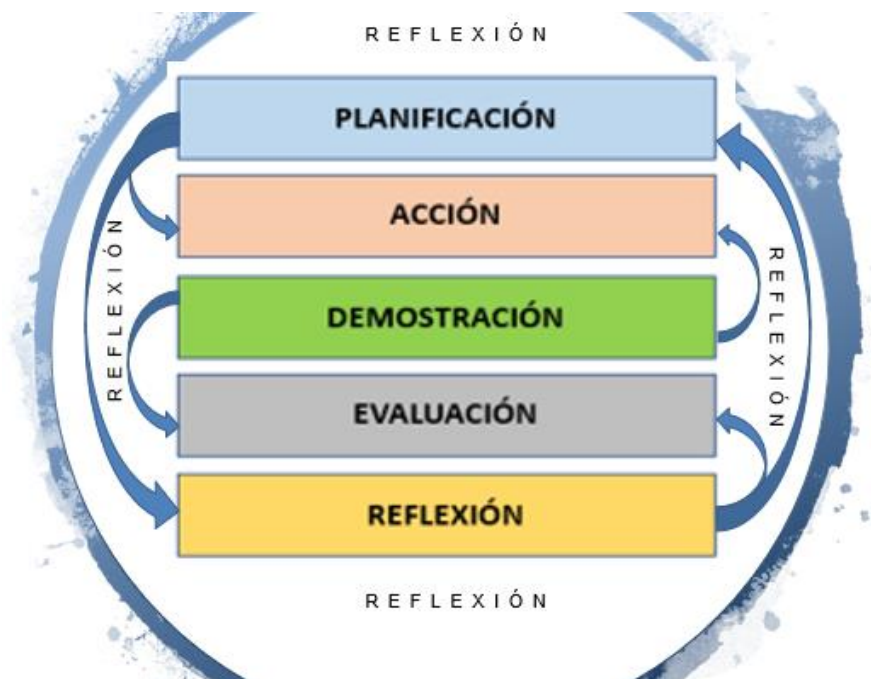 REFLEXIÓN
PLANIFICACIÓN
ACCIÓN
REFLEXIÓN
REFLEXIÓN
DEMOSTRACIÓN
EVALUACIÓN
REFLEXIÓN
REFLEXIÓN